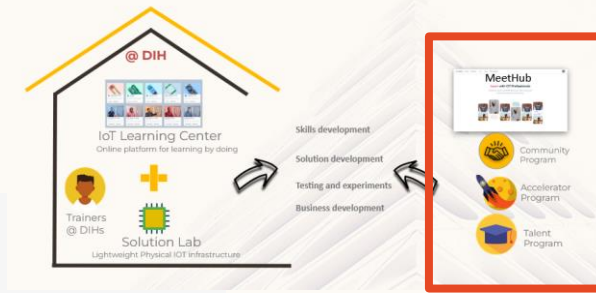 @ DIH
IoT Learning Center
Online platform for learning by doing
Trainers
@ DIHs
Solution Lab
Lightweight Physical IOT Infrastructure
Skills development
Solution development
Testing and experiments
Business development
MeetHub
Community
Program
Accelerator
Program
Talent
Program